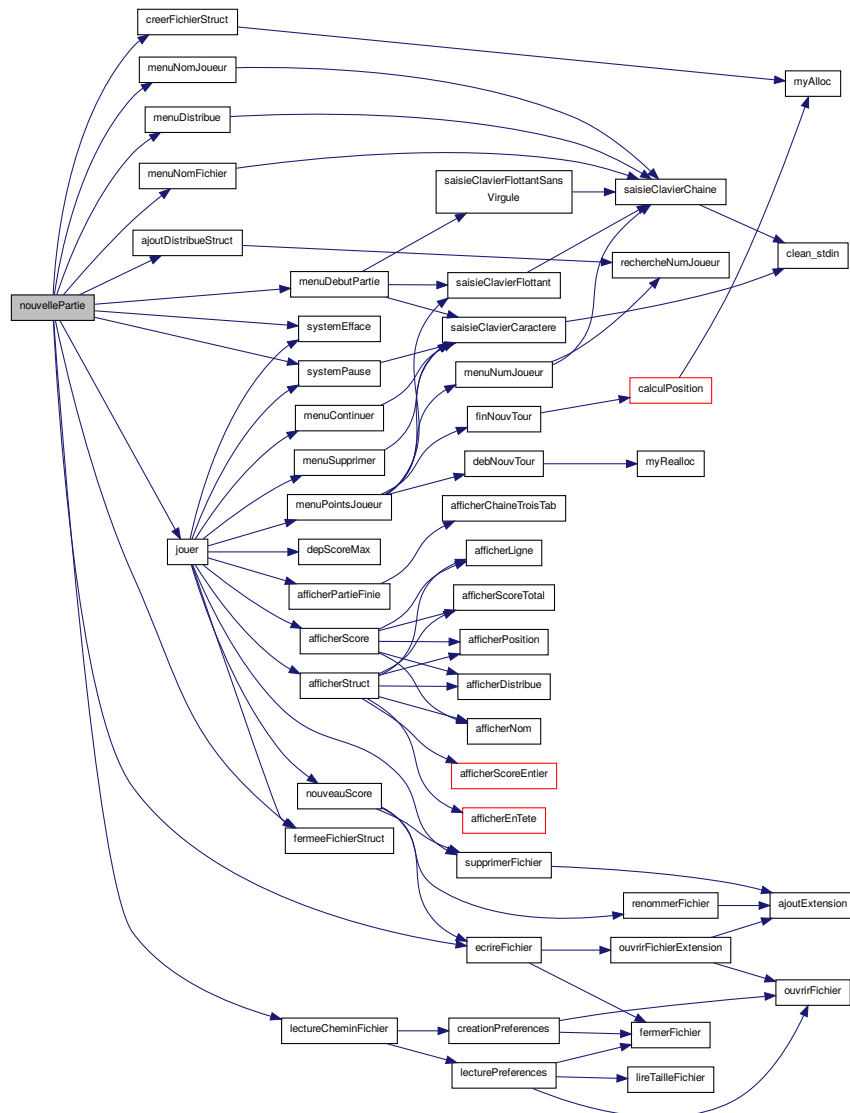 creerFichierStruct
menuNomJoueur
myAlloc
menuDistribue
menuNomFichier
saisieClavierFlottantSans
Virgule
saisieClavierChaine
ajoutDistribueStruct
clean_stdin
rechercheNumJoueur
menuDebutPartie
saisieClavierFlottant
nouvellePartie
systemEfface
saisieClavierCaractere
systemPause
menuNumJoueur
calculPosition
menuContinuer
finNouvTour
menuSupprimer
debNouvTour
myRealloc
menuPointsJoueur
afficherChaineTroisTab
jouer
depScoreMax
afficherLigne
afficherPartieFinie
afficherScoreTotal
afficherScore
afficherPosition
afficherStruct
afficherDistribue
afficherNom
afficherScoreEntier
nouveauScore
afficherEnTete
fermeeFichierStruct
supprimerFichier
renommerFichier
ajoutExtension
ecrireFichier
ouvrirFichierExtension
ouvrirFichier
lectureCheminFichier
creationPreferences
fermerFichier
lecturePreferences
lireTailleFichier